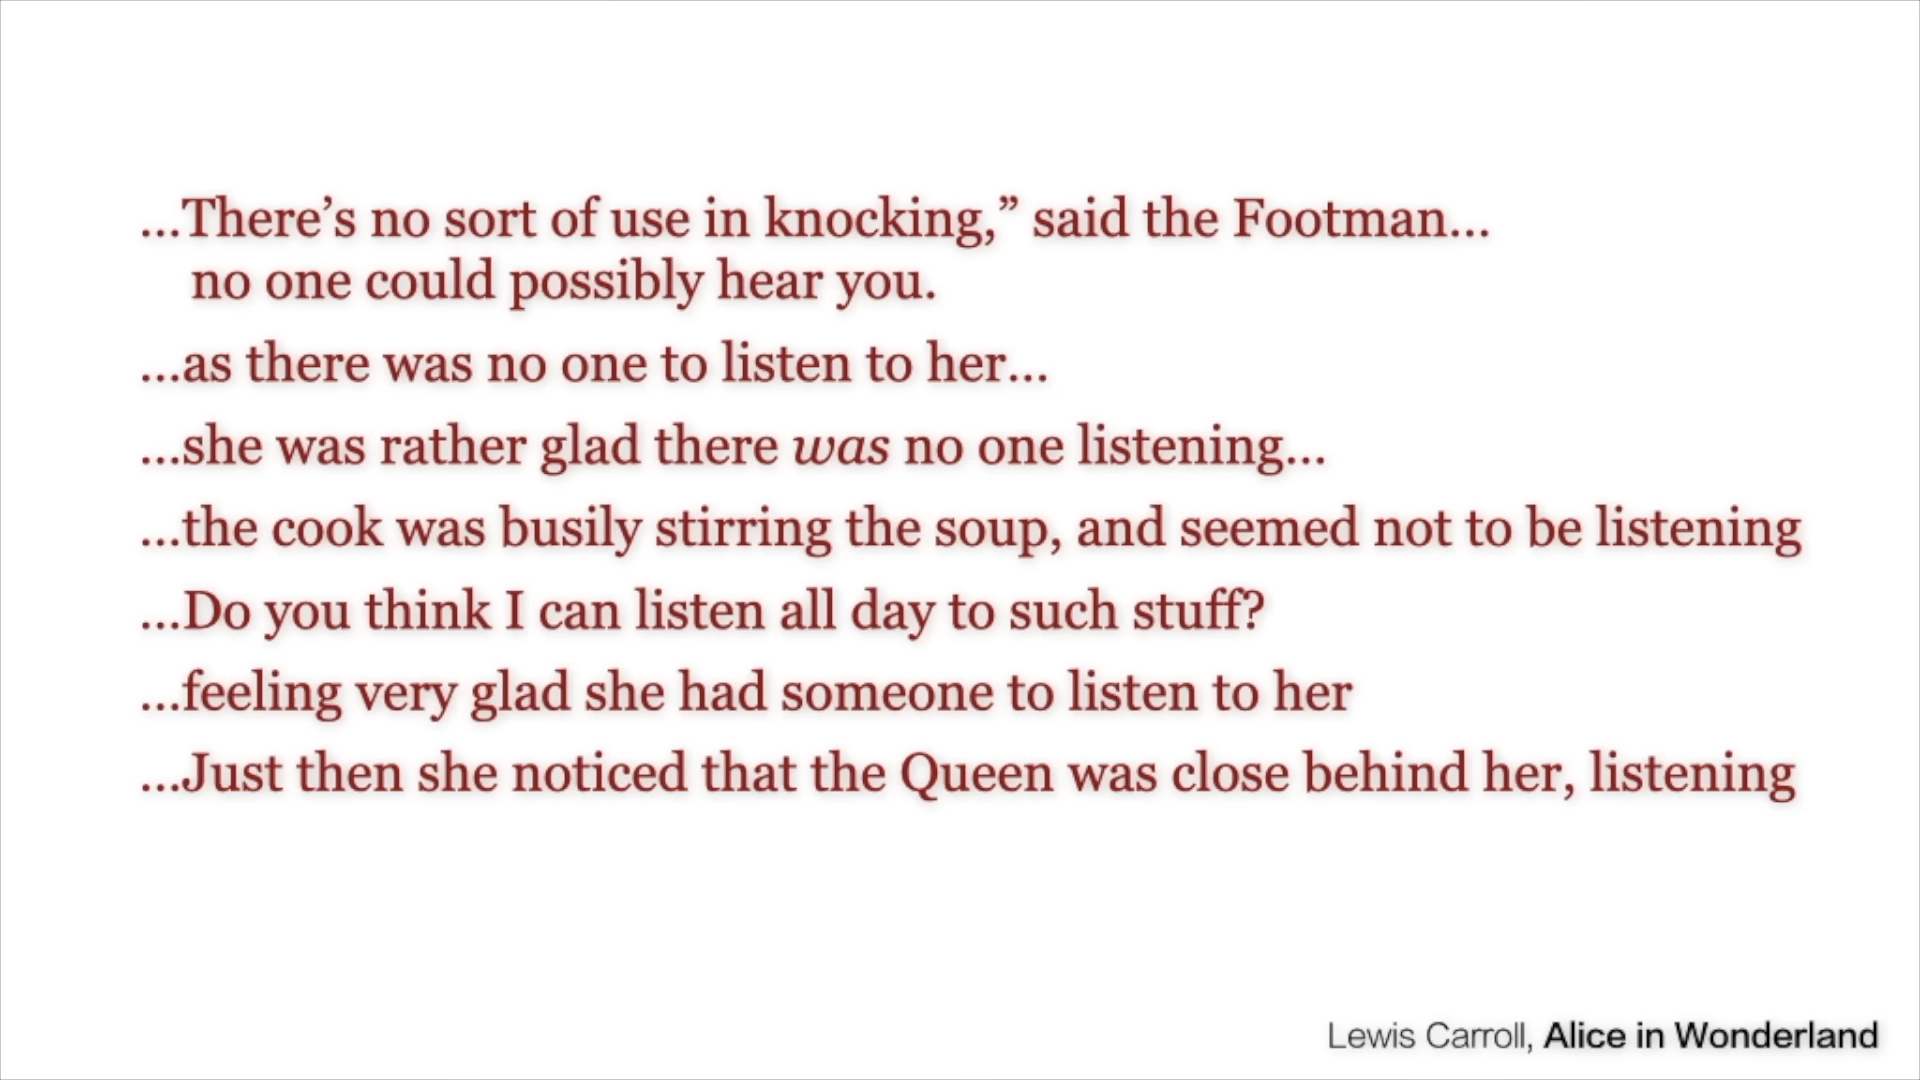 ...There’s no sort of use in knocking,” said the Footman...
no one could possibly hear you.
...as there was no one to listen to her...
...she was rather glad there was no one listening...
...the cook was busily stirring the soup, and seemed not to be listening
...Do you think I can listen all day to such stuff?
...feeling very glad she had someone to listen to her
...Just then she noticed that the Queen was close behind her, listening
Lewis Carroll, Alice in Wonderland